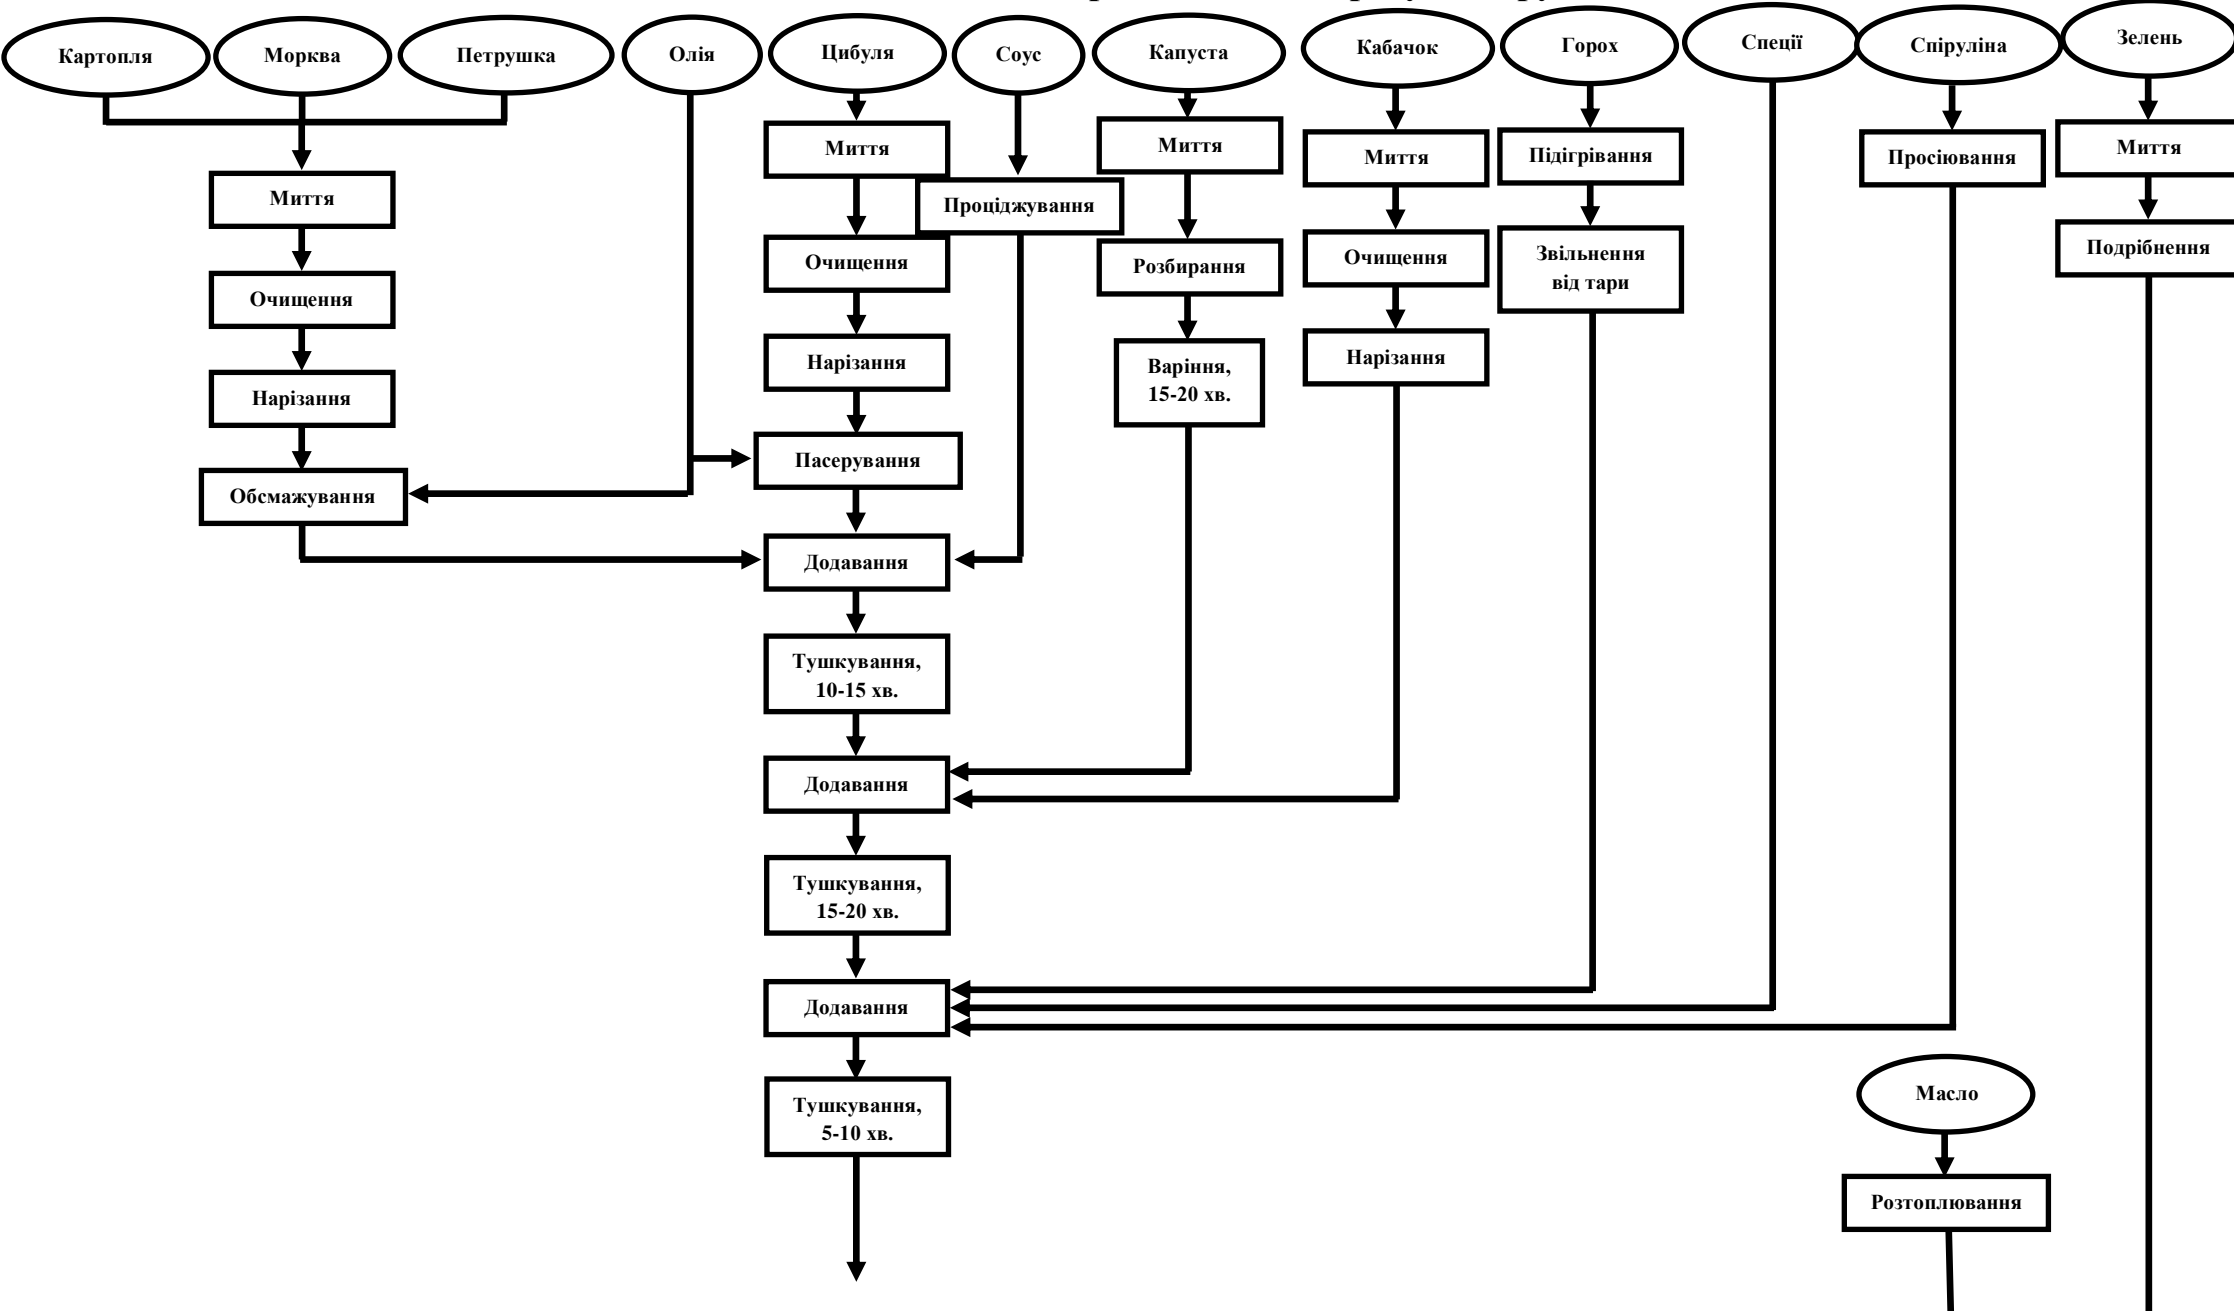 Картопля
Морква
Петрушка
Олія
Цибуля
Соус
Капуста
Кабачок
Горох
Спеції
Спіруліна
Зелень
Миття
Миття
Миття
Підігрівання
Просіювання
Миття
Миття
Проціджування
Очищення
Розбирання
Очищення
Звільнення
від тари
Подрібнення
Очищення
Нарізання
Варіння,
15-20 хв.
Нарізання
Нарізання
Пасерування
Обсмажування
Додавання
Тушкування,
10-15 хв.
Додавання
Тушкування,
15-20 хв.
Додавання
Тушкування,
5-10 хв.
Масло
Розтоплювання